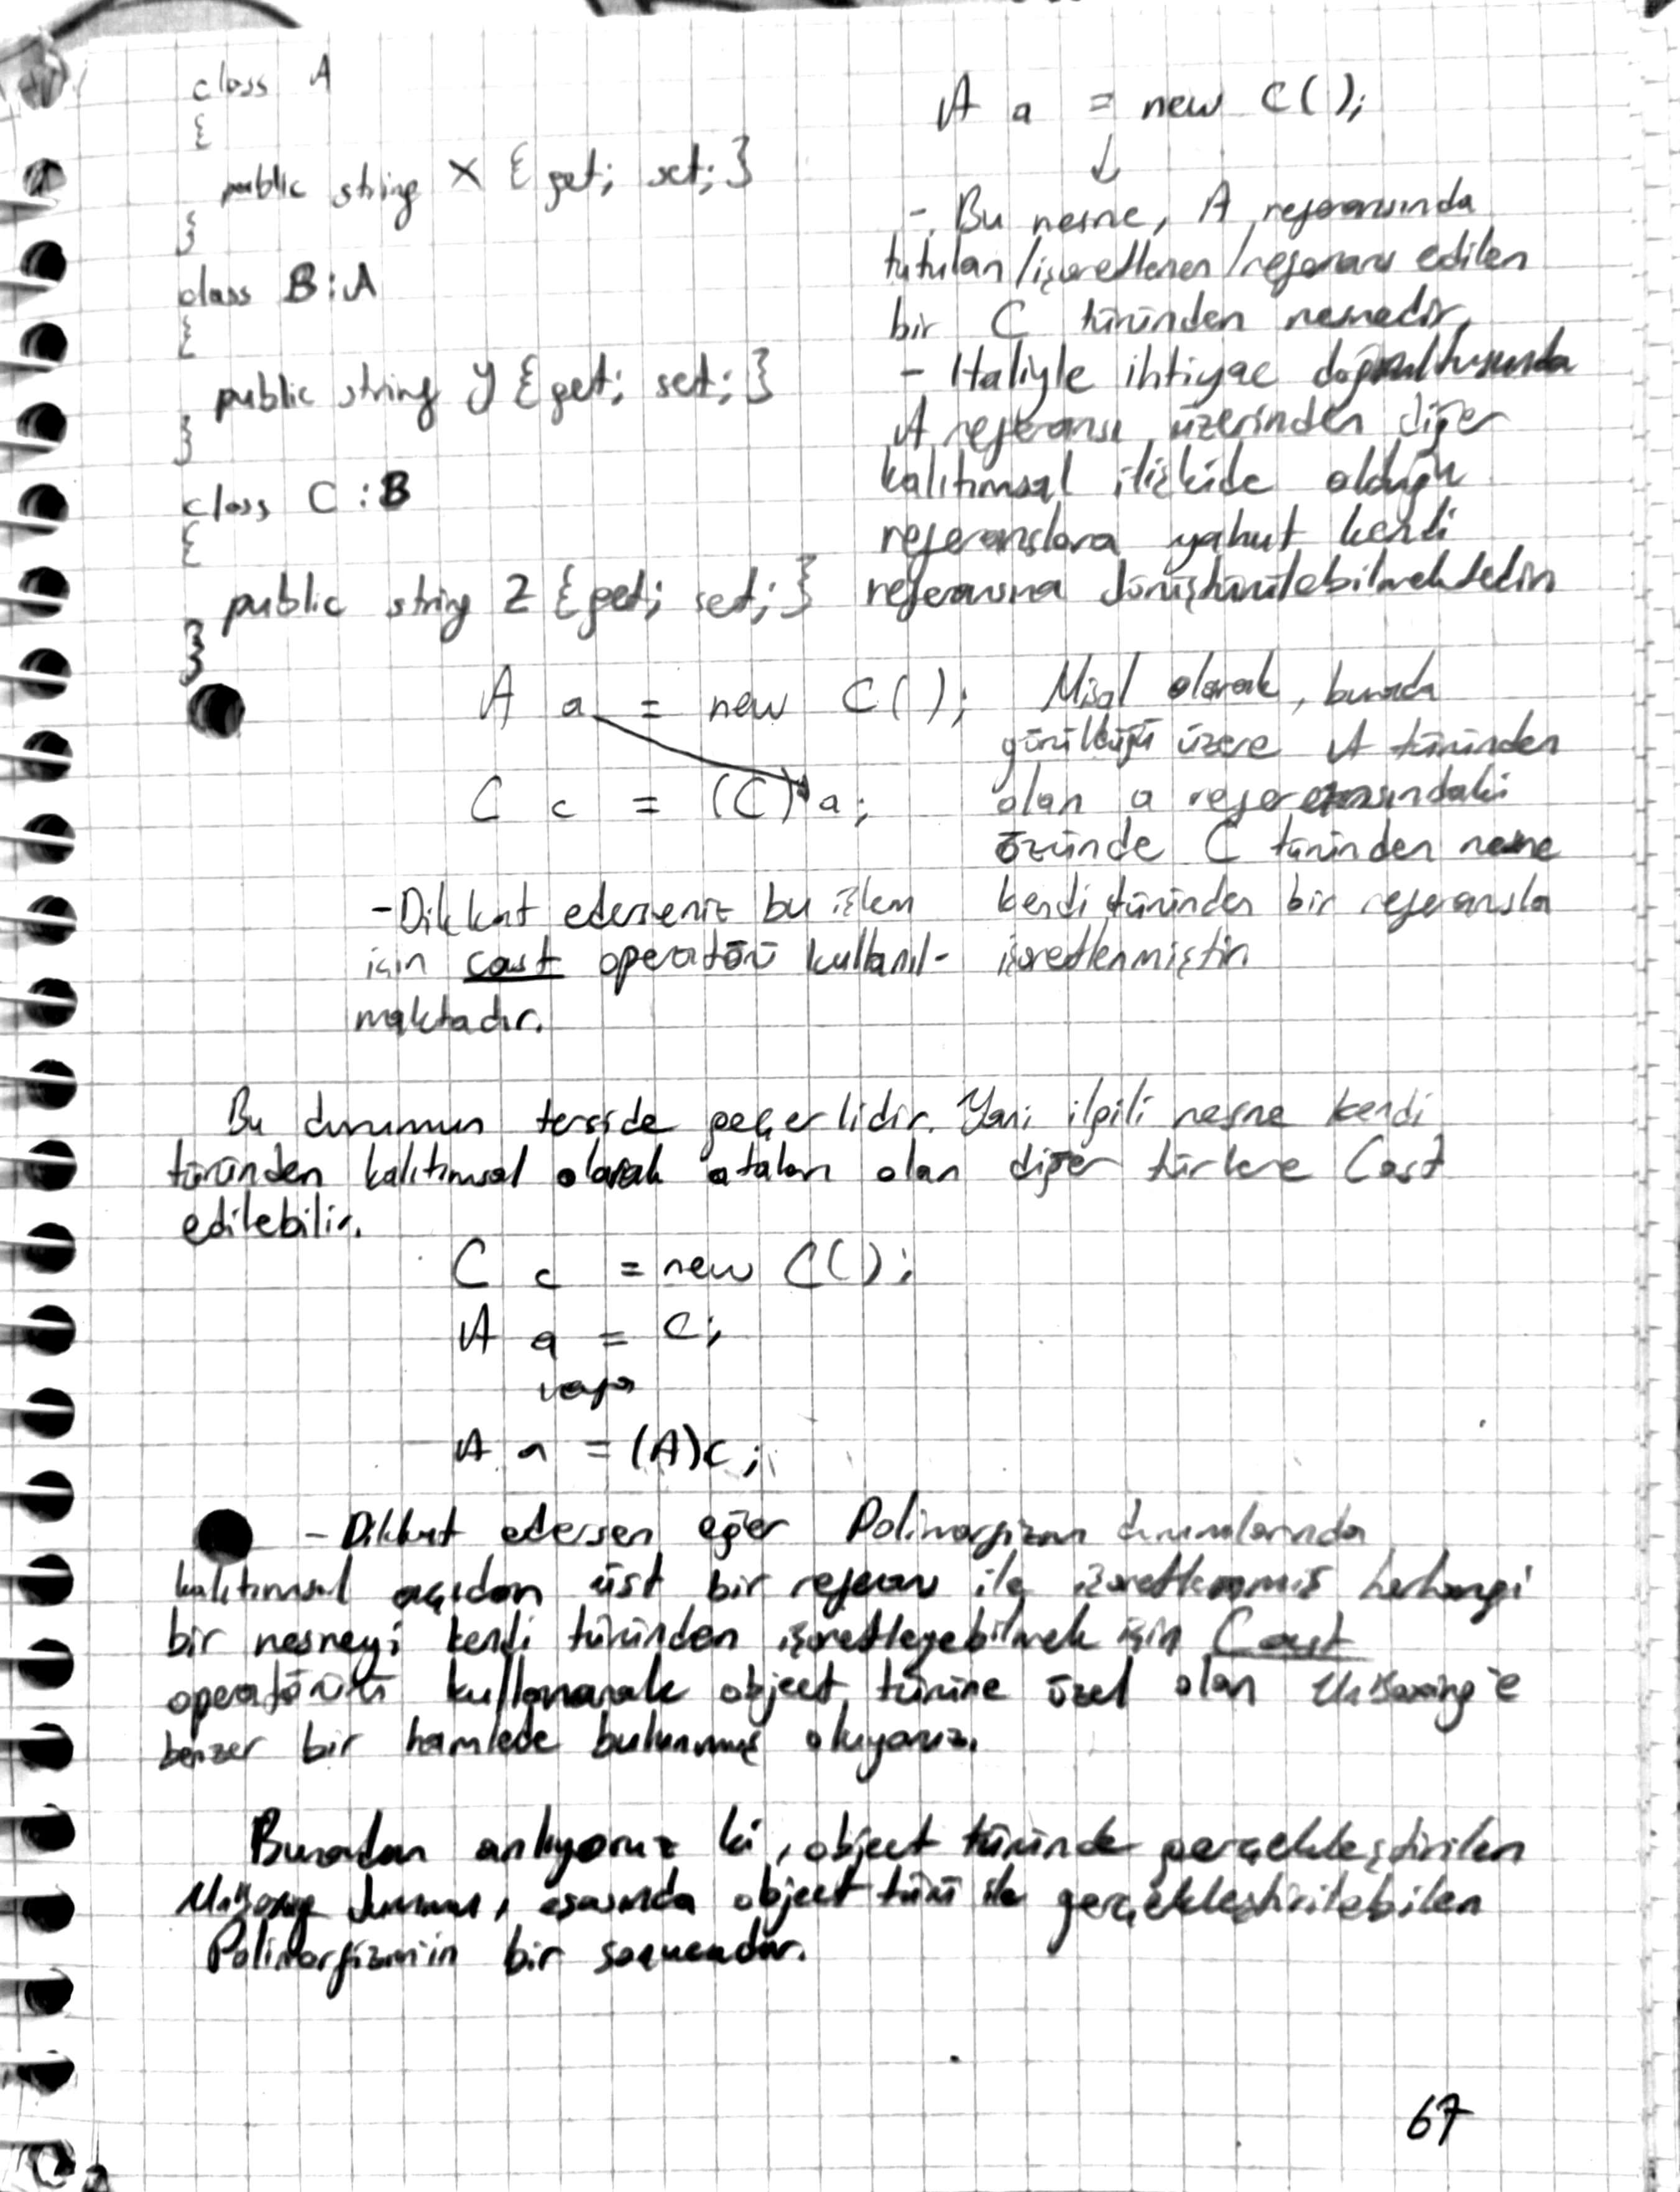 class A
{
public string X {get; set;}
}
class B:A
{
public string Y {get; set;}
}
class C:B
{
public string Z {get; set;}
}
A a = new C();
- Bu nesne, A referansında
tutulan/işaretlenen/referans edilen
bir C türünden nesnedir.
- Haliyle ihtiyaç doğrultusunda
A referansı üzerinden diğer
kalıtımsal ilişkide olduğu
referanslara yahut kendi
referansına dönüştürülebilmektedir
A a = new C();
C c = (C) a;
Misal olarak, burada
görüldüğü üzere A türünden
olan a referansındaki
özünde C türünden nesne
kendi türünden bir referansla
işaretlenmiştir.
-Dikkat ederseniz bu işlem
için cast operatörü kullanıl-
maktadır.
Bu durumun terside geçerlidir. Yani ilgili nesne kendi
türünden kalıtımsal olarak ataları olan diğer türlere Cast
edilebilir.
C c = new C();
A a = c;
veya
A a = (A)c;
- Dikkat edersen eğer Polimorfizm durumlarında
kalıtımsal açıdan üst bir referans ile işaretlenmiş herhangi
bir nesneyi kendi türünden işaretleyebilmek için Cast
operatörünü kullanarak object türüne özel olan UnBoxing'e
benzer bir hamlede bulunmuş oluyoruz.
Buradan anlıyoruz ki, object türünde gerçekleştirilen
UnBoxing durumu, esasında object türü ile gerçekleştirilebilen
Polimorfizmin bir sonucudur.
67